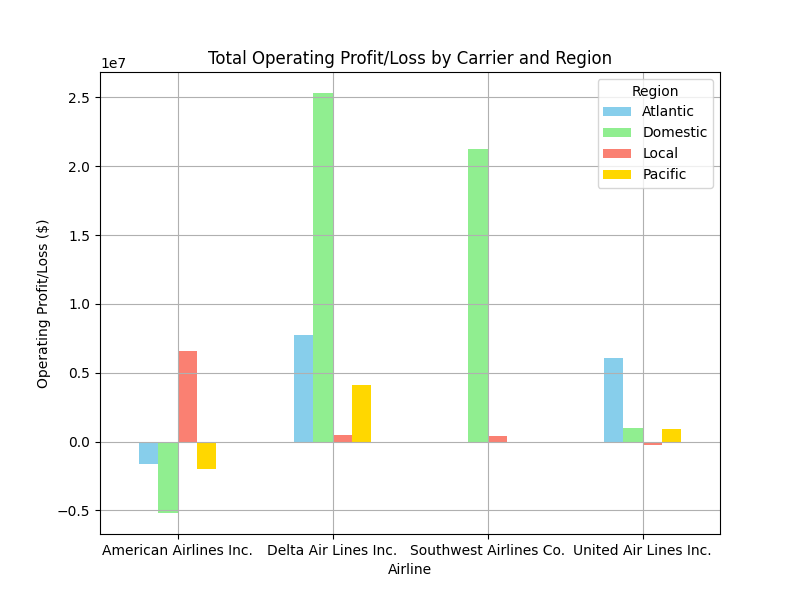 Total Operating Profit/Loss by Carrier and Region
1e7
Region
Atlantic
Domestic
Local
Pacific
2.5
2.0
1.5
1.0
0.5
0.0
−0.5
Operating Profit/Loss ($)
American Airlines Inc.
Delta Air Lines Inc.
Southwest Airlines Co.
United Air Lines Inc.
Airline